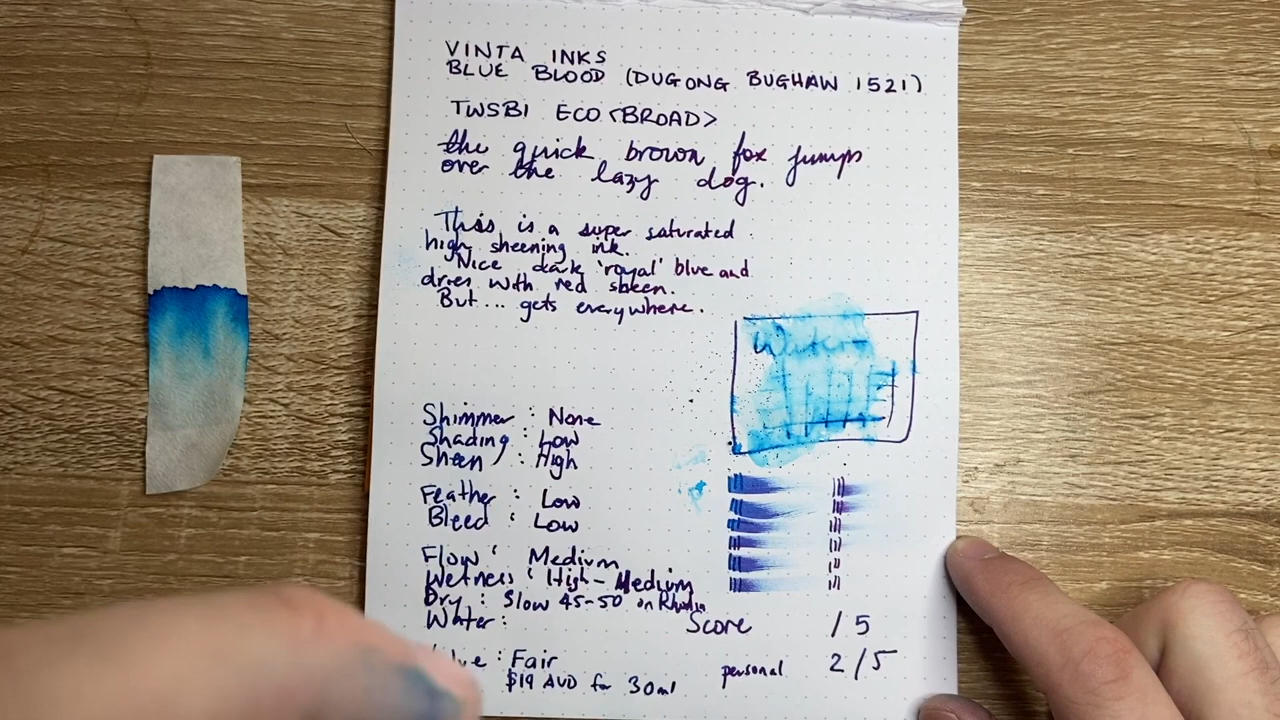 VINTA INKS
BLUE BLOOD (DUGONG BUGHAW 1521)
TWSBI ECO <BROAD>
the quick brown fox jumps
over the lazy dog.
This is a super saturated
high sheening ink.
Nice dark 'royal' blue and
dries with red sheen.
But... gets everywhere.
Water
Shimmer : None
Shading : Low
Sheen : High
Feather : Low
Bleed : Low
Flow : Medium
Wetness : High - Medium
Dry : Slow 45-50 on Rhodia
Water :
Score /5
: Fair
personal 2/5
$19 AUD for 30ml